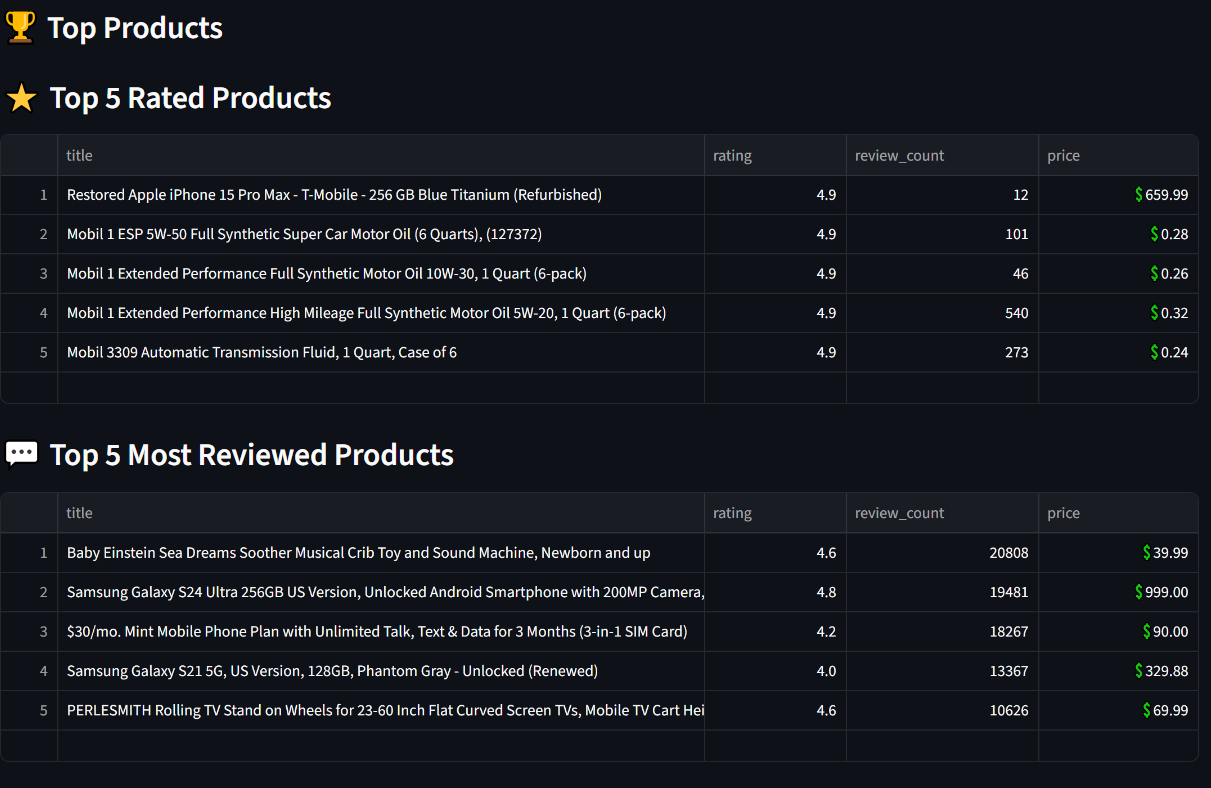 🏆 Top Products
⭐ Top 5 Rated Products
title rating review_count price
1 Restored Apple iPhone 15 Pro Max - T-Mobile - 256 GB Blue Titanium (Refurbished) 4.9 12 $659.99
2 Mobil 1 ESP 5W-50 Full Synthetic Super Car Motor Oil (6 Quarts), (127372) 4.9 101 $0.28
3 Mobil 1 Extended Performance Full Synthetic Motor Oil 10W-30, 1 Quart (6-pack) 4.9 46 $0.26
4 Mobil 1 Extended Performance High Mileage Full Synthetic Motor Oil 5W-20, 1 Quart (6-pack) 4.9 540 $0.32
5 Mobil 3309 Automatic Transmission Fluid, 1 Quart, Case of 6 4.9 273 $0.24
💬 Top 5 Most Reviewed Products
title rating review_count price
1 Baby Einstein Sea Dreams Soother Musical Crib Toy and Sound Machine, Newborn and up 4.6 20808 $39.99
2 Samsung Galaxy S24 Ultra 256GB US Version, Unlocked Android Smartphone with 200MP Camera, 4.8 19481 $999.00
3 $30/mo. Mint Mobile Phone Plan with Unlimited Talk, Text & Data for 3 Months (3-in-1 SIM Card) 4.2 18267 $90.00
4 Samsung Galaxy S21 5G, US Version, 128GB, Phantom Gray - Unlocked (Renewed) 4.0 13367 $329.88
5 PERLESMITH Rolling TV Stand on Wheels for 23-60 Inch Flat Curved Screen TVs, Mobile TV Cart Hei 4.6 10626 $69.99